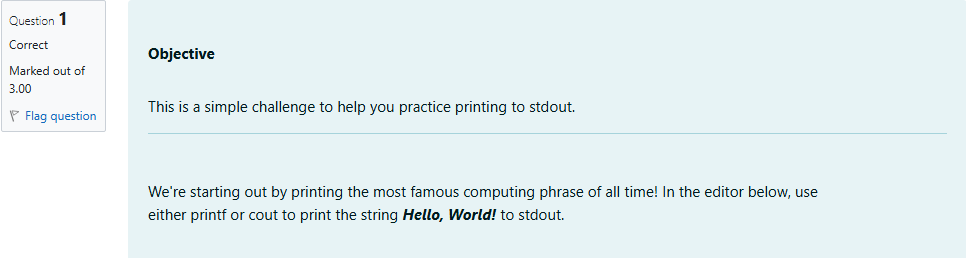 Question 1
Correct
Marked out of
3.00
Flag question
Objective
This is a simple challenge to help you practice printing to stdout.
We're starting out by printing the most famous computing phrase of all time! In the editor below, use
either printf or cout to print the string Hello, World! to stdout.